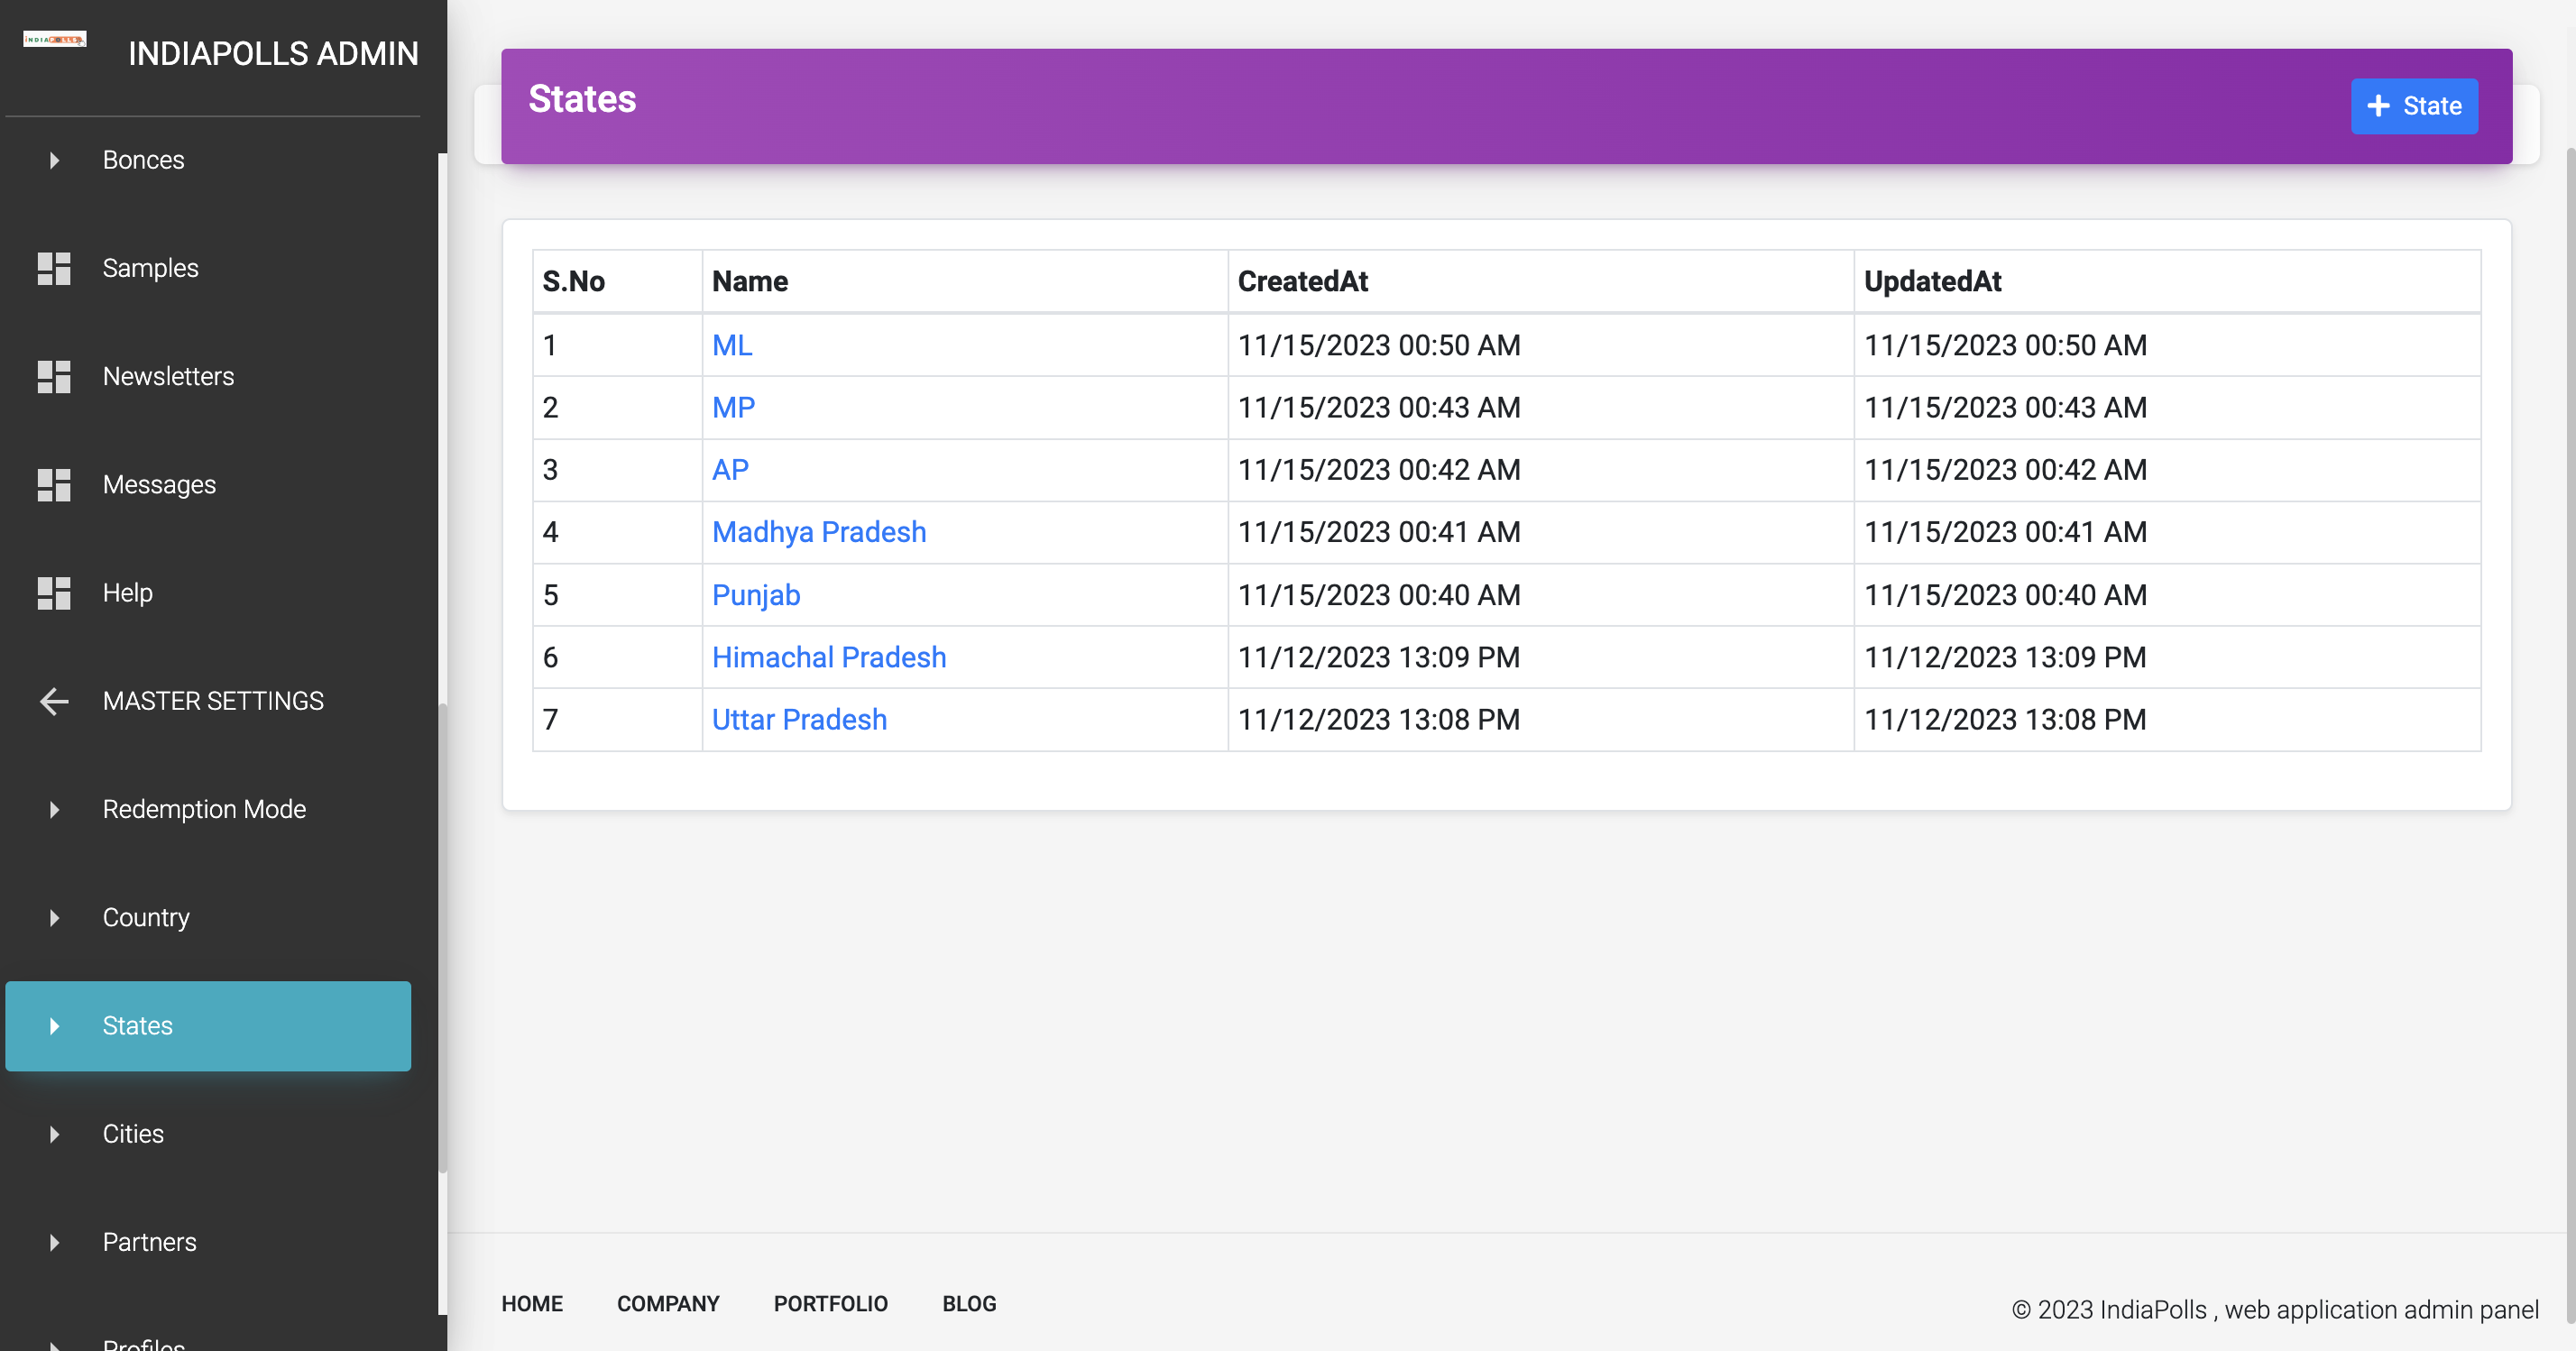 INDIAPOLLS
INDIAPOLLS ADMIN
Bonces
Samples
Newsletters
Messages
Help
MASTER SETTINGS
Redemption Mode
Country
States
Cities
Partners
Profiles
States
+ State
S.No Name CreatedAt UpdatedAt
1 ML 11/15/2023 00:50 AM 11/15/2023 00:50 AM
2 MP 11/15/2023 00:43 AM 11/15/2023 00:43 AM
3 AP 11/15/2023 00:42 AM 11/15/2023 00:42 AM
4 Madhya Pradesh 11/15/2023 00:41 AM 11/15/2023 00:41 AM
5 Punjab 11/15/2023 00:40 AM 11/15/2023 00:40 AM
6 Himachal Pradesh 11/12/2023 13:09 PM 11/12/2023 13:09 PM
7 Uttar Pradesh 11/12/2023 13:08 PM 11/12/2023 13:08 PM
HOME COMPANY PORTFOLIO BLOG
© 2023 IndiaPolls , web application admin panel